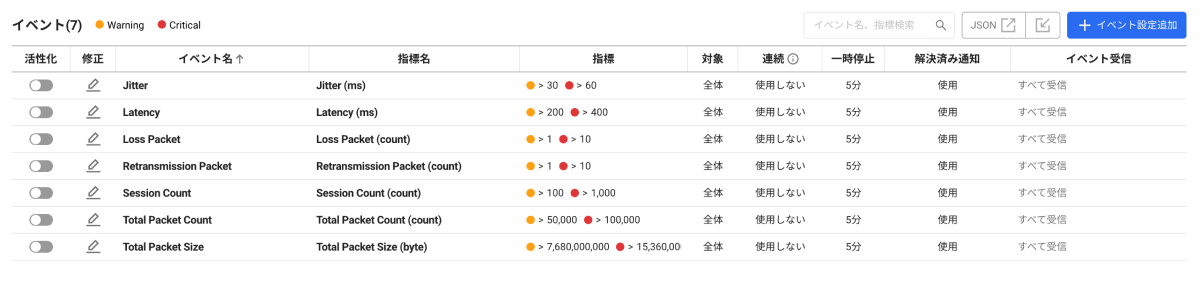 イベント(7) Warning Critical イベント名、指標検索 JSON イベント設定追加
活性化 修正 イベント名 指標名 指標 対象 連続 一時停止 解決済み通知 イベント受信
Jitter Jitter (ms) > 30 > 60 全体 使用しない 5分 使用 すべて受信
Latency Latency (ms) > 200 > 400 全体 使用しない 5分 使用 すべて受信
Loss Packet Loss Packet (count) > 1 > 10 全体 使用しない 5分 使用 すべて受信
Retransmission Packet Retransmission Packet (count) > 1 > 10 全体 使用しない 5分 使用 すべて受信
Session Count Session Count (count) > 100 > 1,000 全体 使用しない 5分 使用 すべて受信
Total Packet Count Total Packet Count (count) > 50,000 > 100,000 全体 使用しない 5分 使用 すべて受信
Total Packet Size Total Packet Size (byte) > 7,680,000,000 > 15,360,00 全体 使用しない 5分 使用 すべて受信